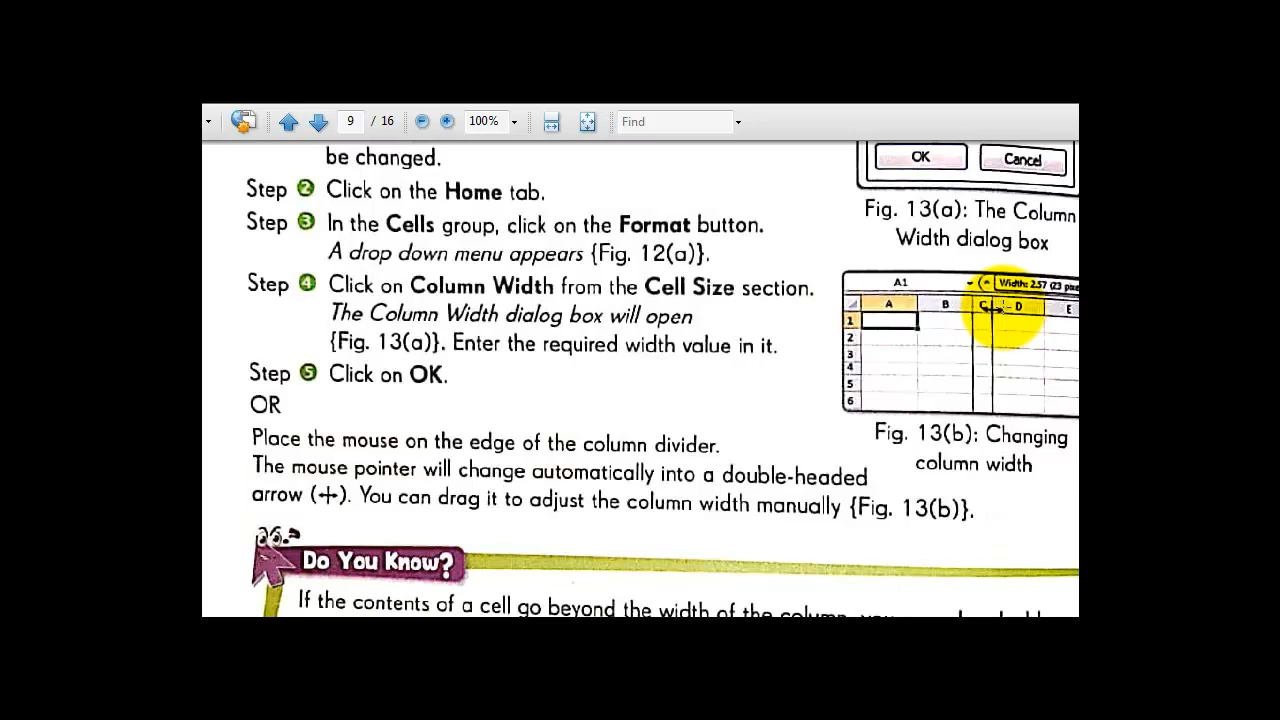 9 / 16 100% Find
be changed.
Step 2 Click on the Home tab.
Step 3 In the Cells group, click on the Format button.
A drop down menu appears {Fig. 12(a)}.
Step 4 Click on Column Width from the Cell Size section.
The Column Width dialog box will open
{Fig. 13(a)}. Enter the required width value in it.
Step 5 Click on OK.
OR
Place the mouse on the edge of the column divider.
The mouse pointer will change automatically into a double-headed
arrow (↔). You can drag it to adjust the column width manually {Fig. 13(b)}.
OK Cancel
Fig. 13(a): The Column
Width dialog box
A1 Width: 2.57 (23 pixe
A B C D E
1
2
3
4
5
6
Fig. 13(b): Changing
column width
Do You Know?
If the contents of a cell go beyond the width of the column,